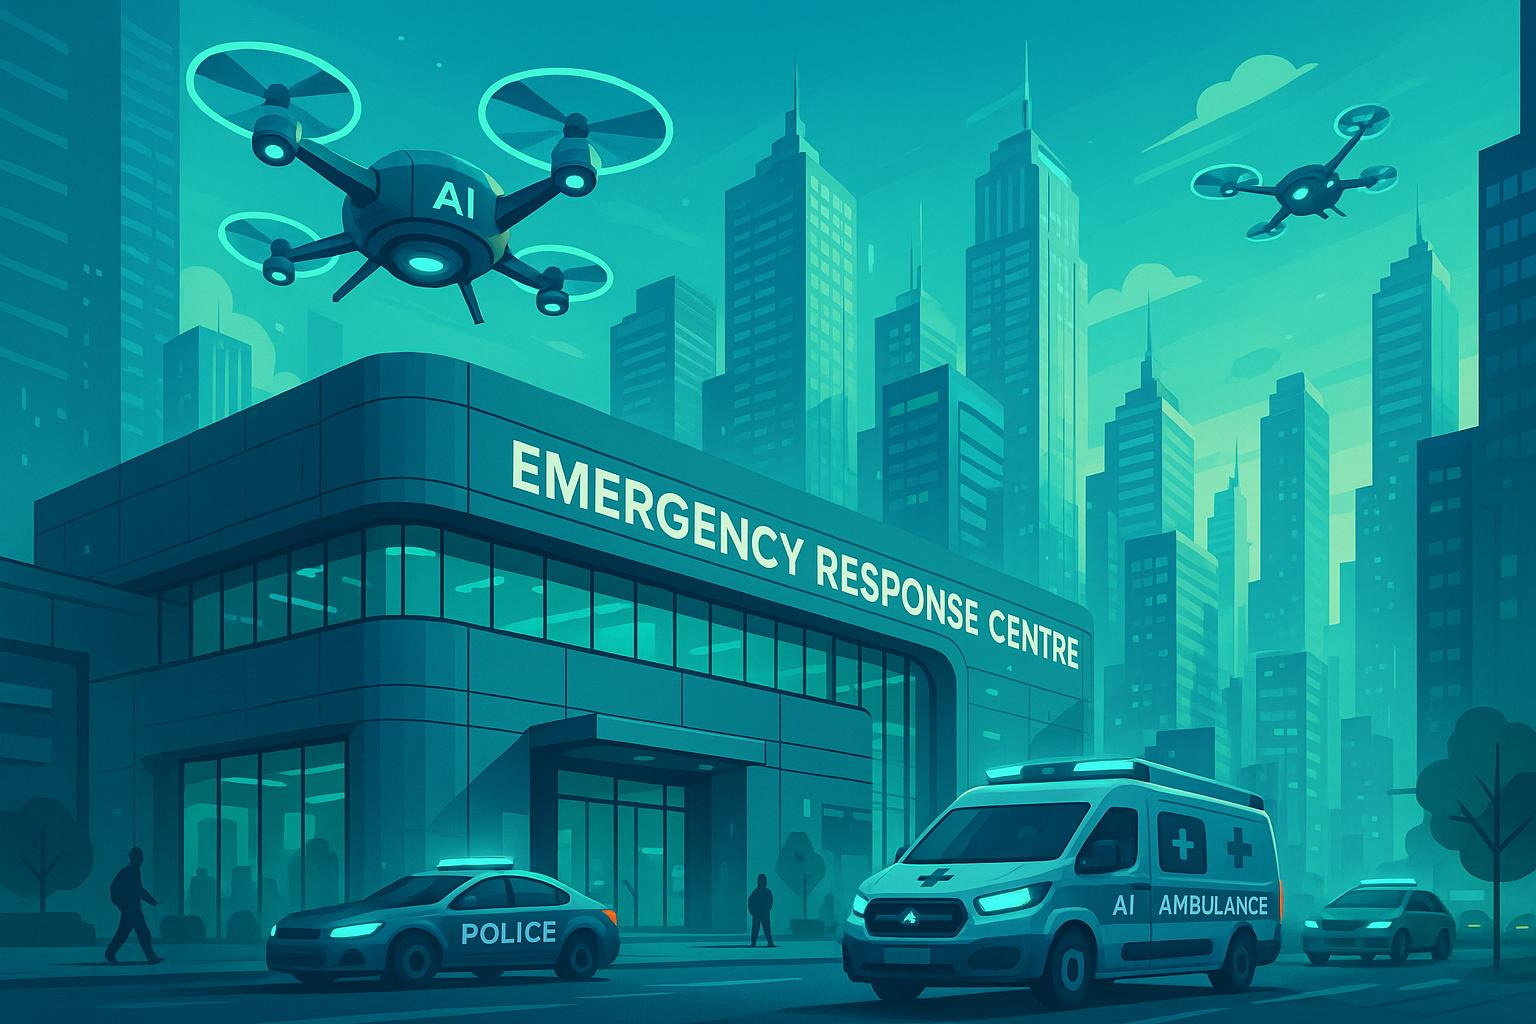 AI
EMERGENCY RESPONSE CENTRE
POLICE
AI AMBULANCE